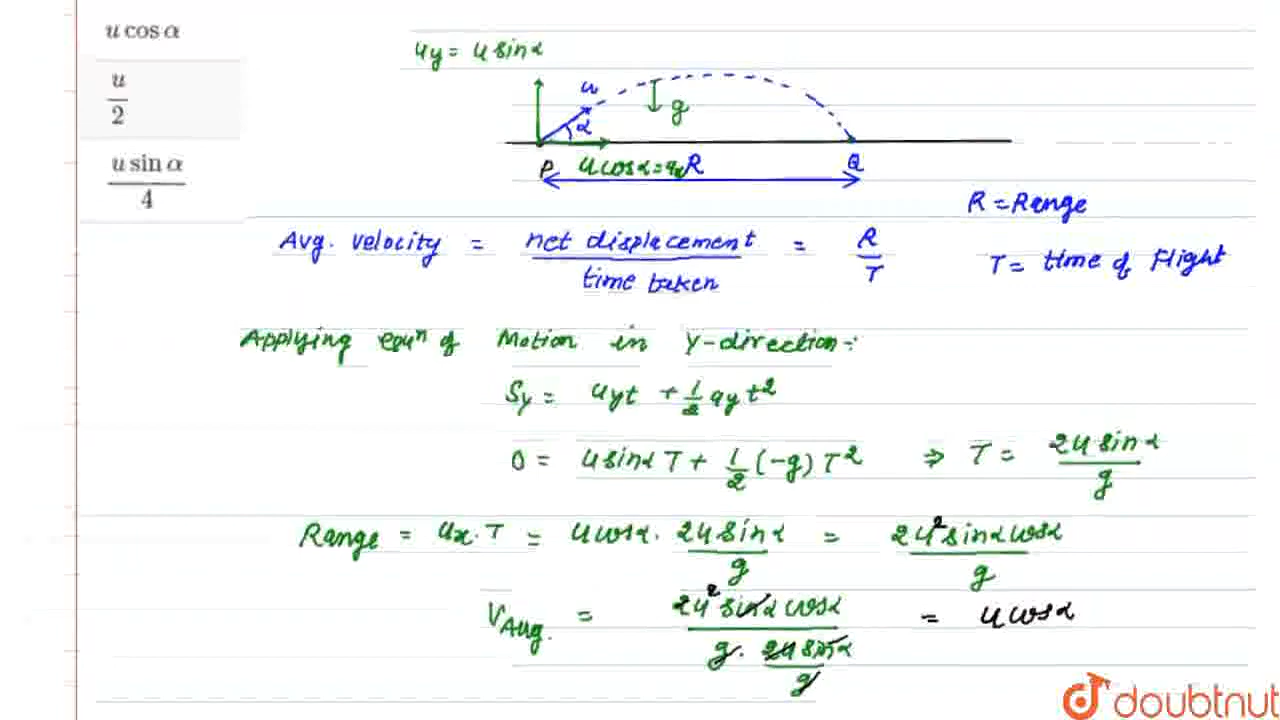 u cos α
u/2
u sin α/4
uy = u sinα
u
α
g
P
u cosα = ux
R
Q
R = Range
Avg. velocity = net displacement/time taken = R/T
T = time of Flight
Applying equⁿ of Motion in Y-direction:
Sy = uyt + 1/2 ayt²
0 = u sinα T + 1/2 (-g) T² ⇒ T = 2u sinα/g
Range = ux. T = u cosα. 2u sinα/g = 2u² sinα cosα/g
VAvg. = 2u² sinα cosα/g. 2u sinα/g = u cosα
doubtnut